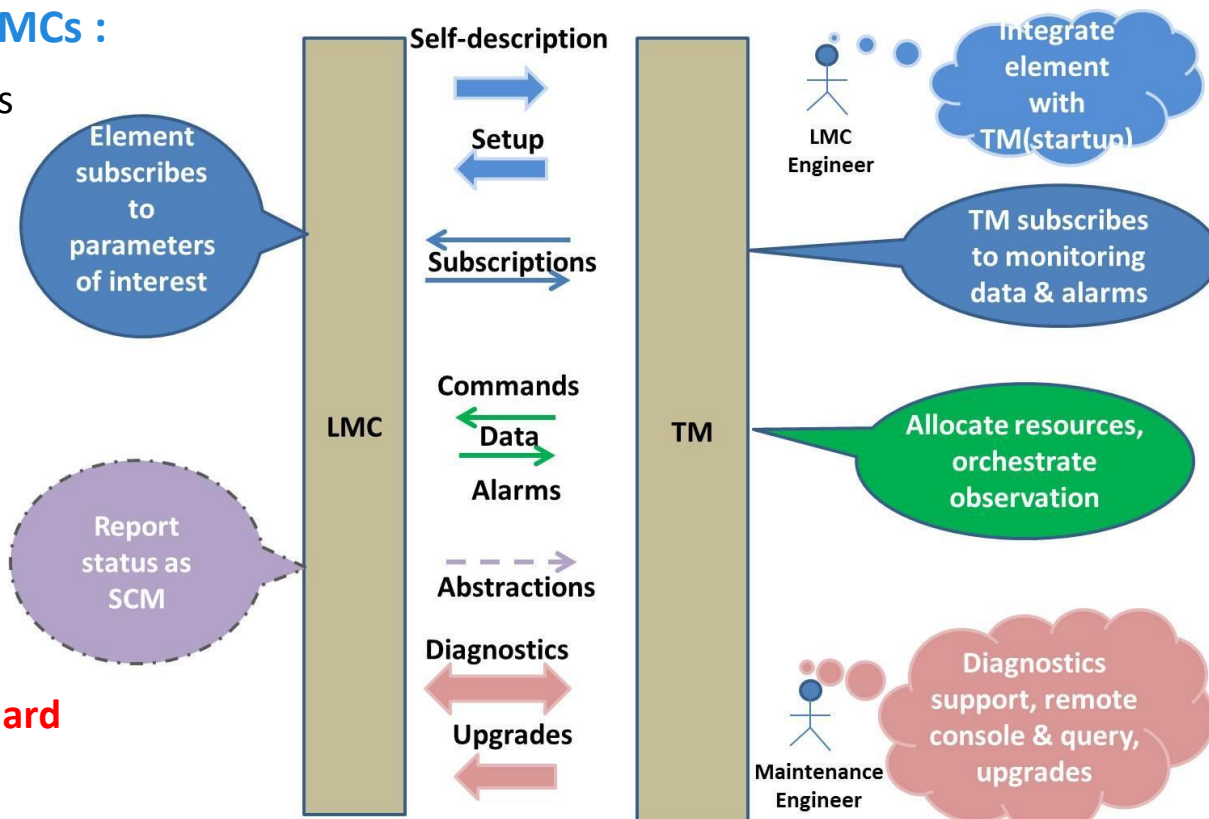 MCs :
s
Element
subscribes
to
parameters
of interest
Report
status as
SCM
ard
LMC
Self-description
Setup
Subscriptions
Commands
Data
Alarms
Abstractions
Diagnostics
Upgrades
TM
LMC
Engineer
Integrate
element
with
TM(startup)
TM subscribes
to monitoring
data & alarms
Allocate resources,
orchestrate
observation
Maintenance
Engineer
Diagnostics
support, remote
console & query,
upgrades